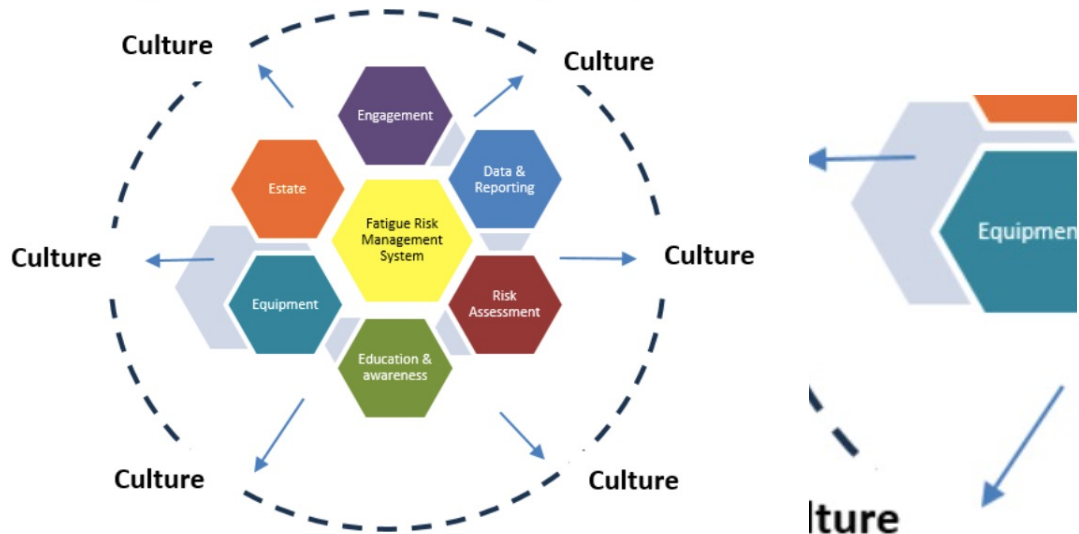 Culture
Culture
Engagement
Data &
Reporting
Estate
Fatigue Risk
Management
System
Culture
Culture
Equipment
Risk
Assessment
Education &
awareness
Culture
Culture
Equipmen
lture